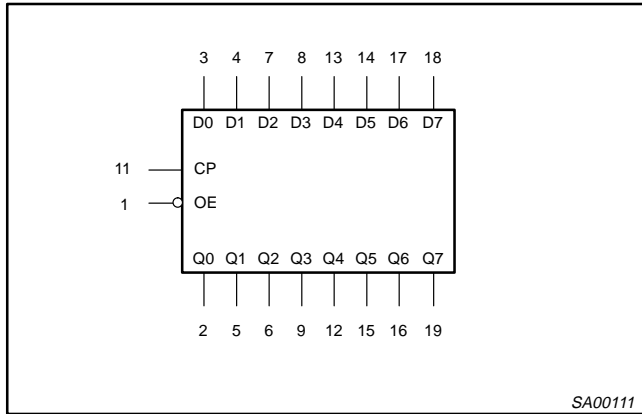 3 4 7 8 13 14 17 18
D0 D1 D2 D3 D4 D5 D6 D7
11 CP
1 OE
Q0 Q1 Q2 Q3 Q4 Q5 Q6 Q7
2 5 6 9 12 15 16 19
SA00111